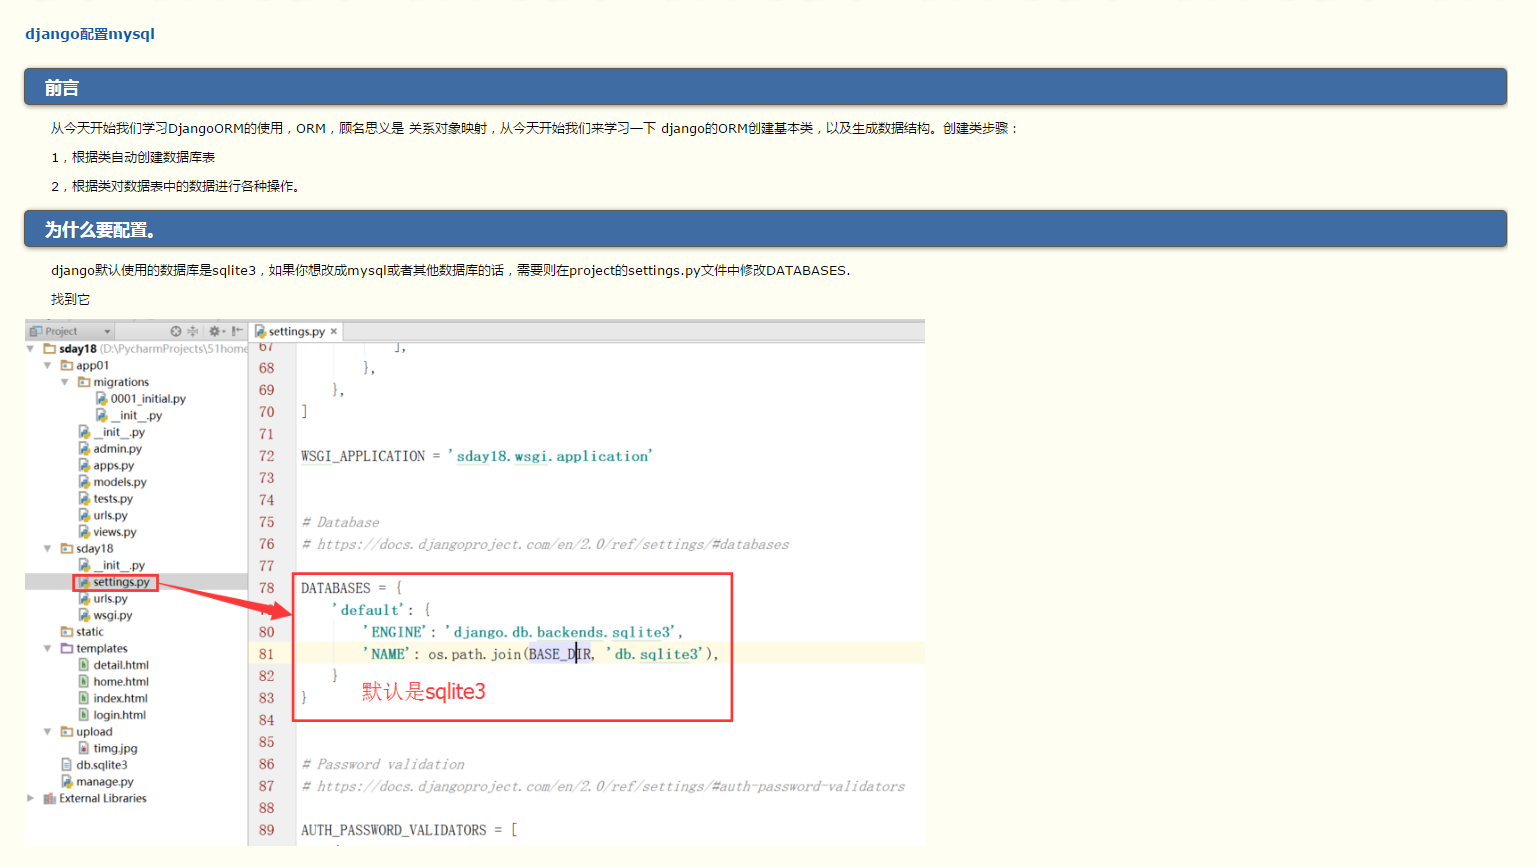 django配置mysql
前言
从今天开始我们学习DjangoORM的使用，ORM，顾名思义是 关系对象映射，从今天开始我们来学习一下 django的ORM创建基本类，以及生成数据结构。创建类步骤：
1，根据类自动创建数据库表
2，根据类对数据表中的数据进行各种操作。
为什么要配置。
django默认使用的数据库是sqlite3，如果你想改成mysql或者其他数据库的话，需要则在project的settings.py文件中修改DATABASES.
找到它
Project
sday18 (D:\PycharmProjects\51home
app01
migrations
0001_initial.py
__init__.py
__init__.py
admin.py
apps.py
models.py
tests.py
urls.py
views.py
sday18
__init__.py
settings.py
urls.py
wsgi.py
static
templates
detail.html
home.html
index.html
login.html
upload
timg.jpg
db.sqlite3
manage.py
External Libraries
settings.py
67 ],
68 },
69 },
70 ]
71
72 WSGI_APPLICATION = 'sday18.wsgi.application'
73
74
75 # Database
76 # https://docs.djangoproject.com/en/2.0/ref/settings/#databases
77
78 DATABASES = {
'default': {
80 'ENGINE': 'django.db.backends.sqlite3',
81 'NAME': os.path.join(BASE_DIR, 'db.sqlite3'),
82 }
83 }
默认是sqlite3
84
85
86 # Password validation
87 # https://docs.djangoproject.com/en/2.0/ref/settings/#auth-password-validators
88
89 AUTH_PASSWORD_VALIDATORS = [